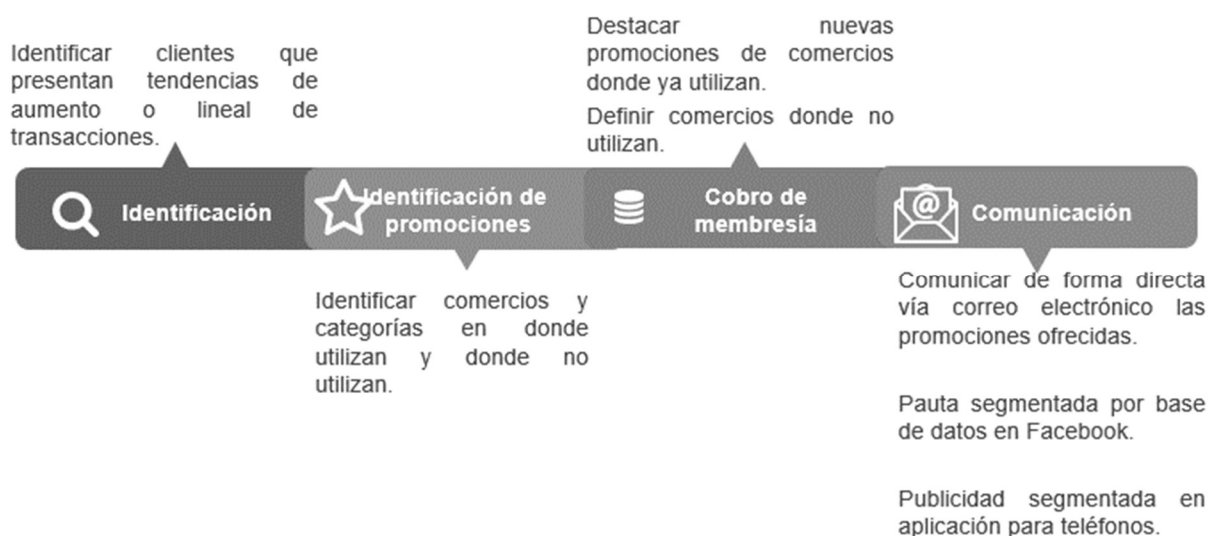 Identificar clientes que
presentan tendencias de
aumento o lineal de
transacciones.
Destacar nuevas
promociones de comercios
donde ya utilizan.
Definir comercios donde no
utilizan.
Identificación
Identificación de
promociones
Cobro de
membresía
Comunicación
Identificar comercios y
categorías en donde
utilizan y donde no
utilizan.
Comunicar de forma directa
vía correo electrónico las
promociones ofrecidas.
Pauta segmentada por base
de datos en Facebook.
Publicidad segmentada en
aplicación para teléfonos.